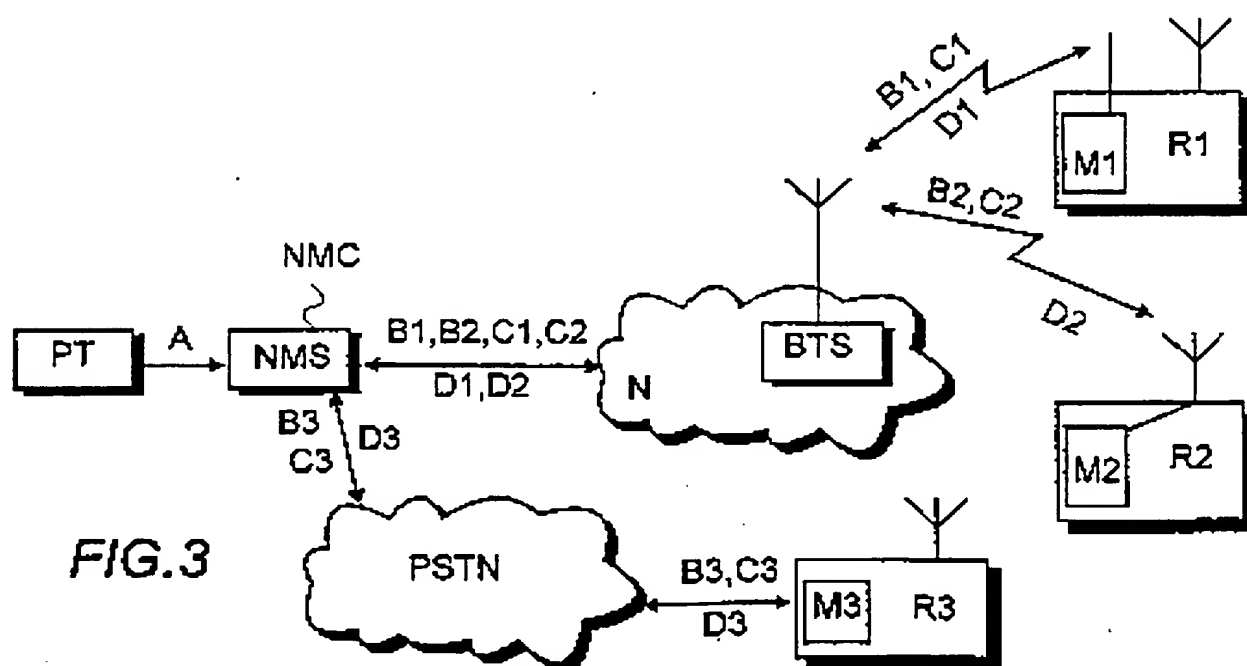 B1, C1
D1
M1
R1
B2,C2
D2
NMC
PT
A
NMS
B1,B2,C1,C2
D1,D2
N
BTS
M2
R2
B3
C3
D3
FIG.3
PSTN
B3,C3
D3
M3
R3